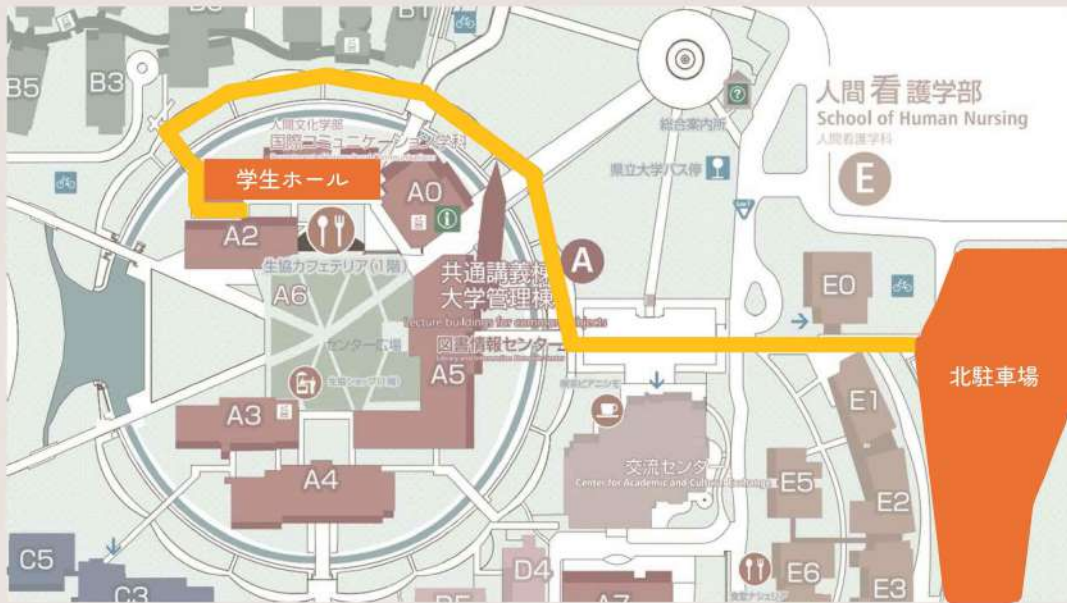 B1
B5
B3
人間文化学部
国際コミュニケーション学科
学生ホール
A0
A2
生協カフェテリア(1階)
A6
共通講義棟
大学管理棟
Lecture buildings for common subjects
センター広場
図書情報センター
A5
A3
A4
総合案内所
県立大学バス停
人間看護学部
School of Human Nursing
人間看護学科
E
A
E0
E1
北駐車場
交流センター
Center for Academic and Cultural Exchange
E5
E2
E6
E3
C5
C3
D4
A7